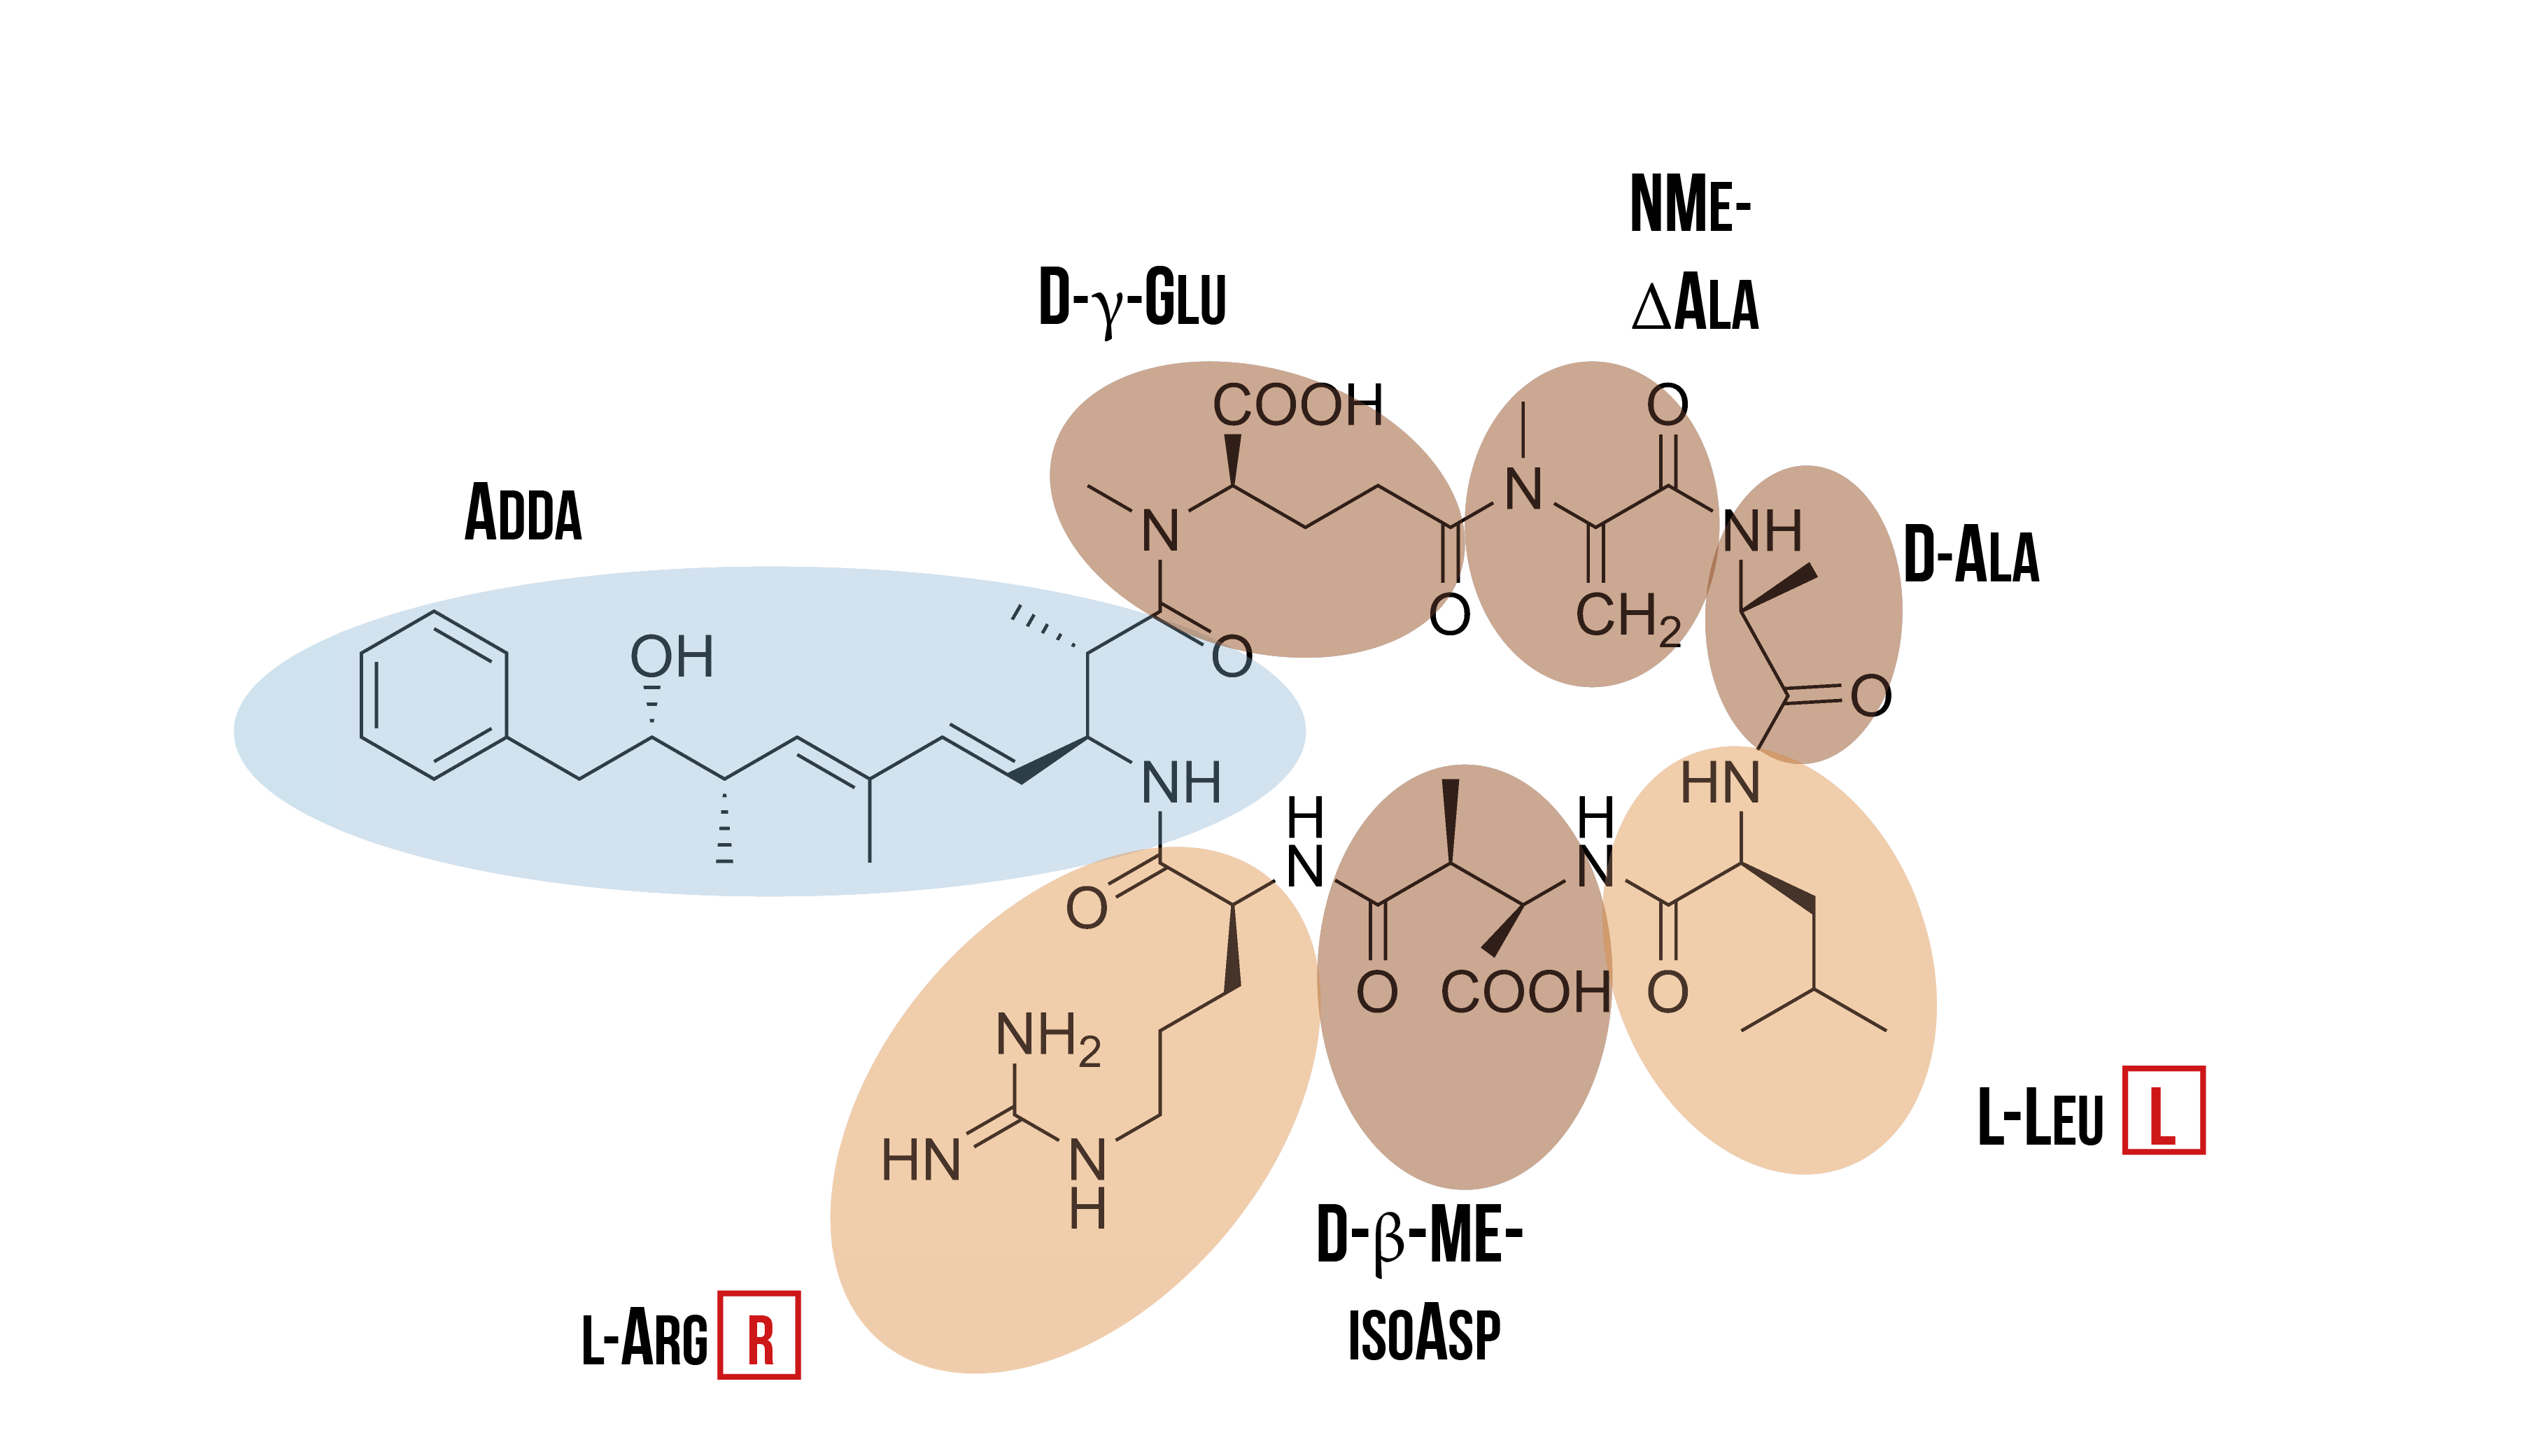 NME-
ΔALA
D-γ-GLU
COOH
O
N
ADDA
N
NH
D-ALA
O
CH2
OH
O
O
NH
HN
H
N
H
N
O
O
COOH
O
NH2
L-LEU L
HN
N
H
D-β-ME-
ISOASP
L-ARG R